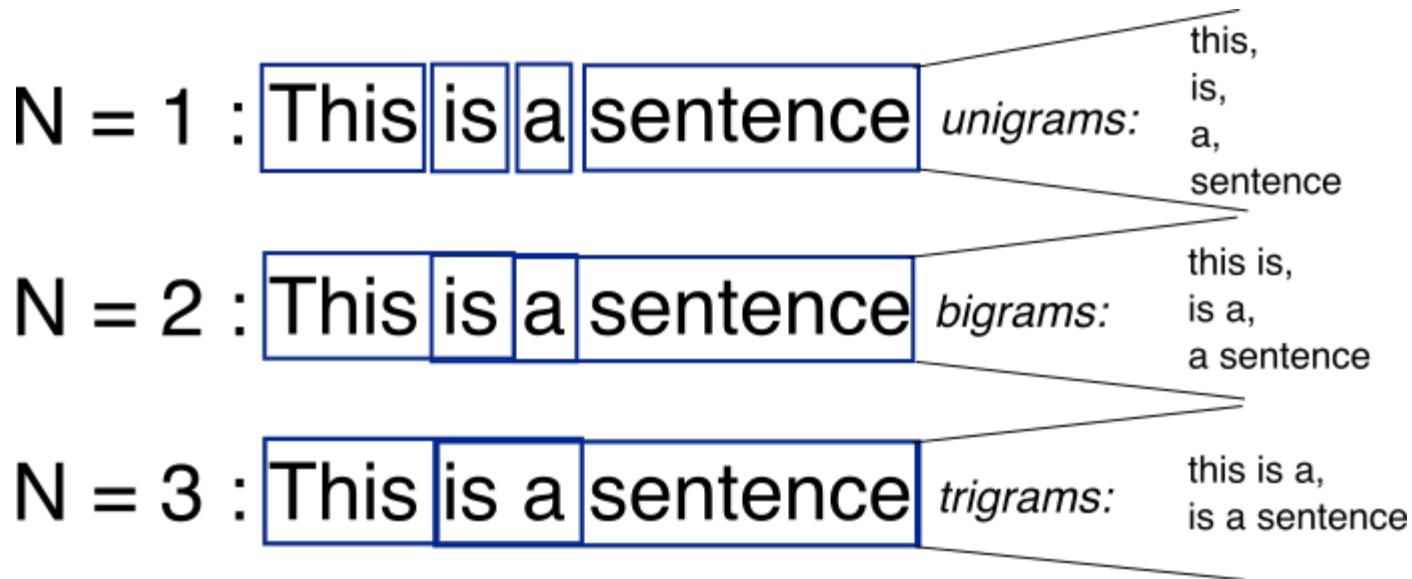 N = 1 : This is a sentence unigrams:
this,
is,
a,
sentence
N = 2 : This is a sentence bigrams:
this is,
is a,
a sentence
N = 3 : This is a sentence trigrams:
this is a,
is a sentence